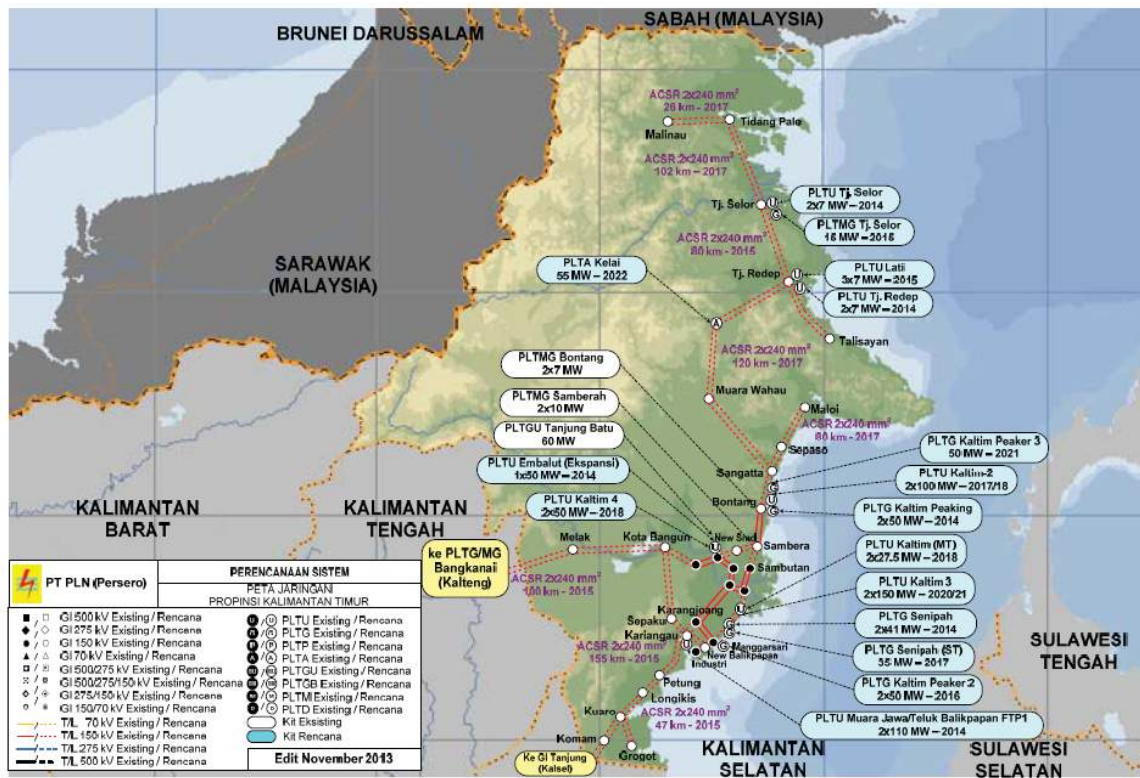 SABAH (MALAYSIA)
BRUNEI DARUSSALAM
ACSR 2x240 mm²
26 km - 2017
Malinau
Tidang Pale
ACSR 2x240 mm²
102 km - 2017
PLTU Tj. Selor
2x7 MW – 2014
Tj. Selor
PLTMG Tj. Selor
15 MW – 2015
ACSR 2x240 mm²
80 km - 2015
SARAWAK
(MALAYSIA)
PLTA Kelai
55 MW – 2022
Tj. Redep
PLTU Lati
3x7 MW – 2015
PLTU Tj. Redep
2x7 MW – 2014
Talisayan
ACSR 2x240 mm²
120 km - 2017
PLTMG Bontang
2x7 MW
Muara Wahau
PLTMG Samberah
2x10 MW
Maloi
ACSR 2x240 mm²
80 km - 2017
PLTGU Tanjung Batu
60 MW
Sepaso
PLTG Kaltim Peaker 3
50 MW – 2021
PLTU Embalut (Ekspansi)
1x50 MW – 2014
Sangatta
PLTU Kaltim-2
2x100 MW – 2017/18
KALIMANTAN
BARAT
KALIMANTAN
TENGAH
PLTU Kaltim 4
2x50 MW – 2018
Bontang
PLTG Kaltim Peaking
2x50 MW – 2014
Melak
Kota Bangun
New Smd
Sambera
PLTU Kaltim (MT)
2x27.5 MW – 2018
ke PLTG/MG
Bangkanai
(Kalteng)
Sambutan
ACSR 2x240 mm²
100 km - 2015
PLTU Kaltim 3
2x150 MW – 2020/21
Karangjoang
Sepaku
Kariangau
PLTG Senipah
2x41 MW – 2014
Manggarsari
New Balikpapan
Industri
ACSR 2x240 mm²
155 km - 2015
PLTG Senipah (ST)
35 MW – 2017
SULAWESI
TENGAH
Petung
PLTG Kaltim Peaker 2
2x50 MW – 2016
Longikis
Kuaro
ACSR 2x240 mm²
47 km - 2015
PLTU Muara Jawa/Teluk Balikpapan FTP1
2x110 MW – 2014
Komam
Grogot
Ke GI Tanjung
(Kalsel)
KALIMANTAN
SELATAN
SULAWESI
SELATAN
PT PLN (Persero)
PERENCANAAN SISTEM
PETA JARINGAN
PROPINSI KALIMANTAN TIMUR
GI 500 kV Existing / Rencana
GI 275 kV Existing / Rencana
GI 150 kV Existing / Rencana
GI 70 kV Existing / Rencana
GI 500/275 kV Existing / Rencana
GI 500/275/150 kV Existing / Rencana
GI 275/150 kV Existing / Rencana
GI 150/70 kV Existing / Rencana
T/L 70 kV Existing / Rencana
T/L 150 kV Existing / Rencana
T/L 275 kV Existing / Rencana
T/L 500 kV Existing / Rencana
PLTU Existing / Rencana
PLTG Existing / Rencana
PLTP Existing / Rencana
PLTA Existing / Rencana
PLTGU Existing / Rencana
PLTGB Existing / Rencana
PLTM Existing / Rencana
PLTD Existing / Rencana
Kit Eksisting
Kit Rencana
Edit November 2013